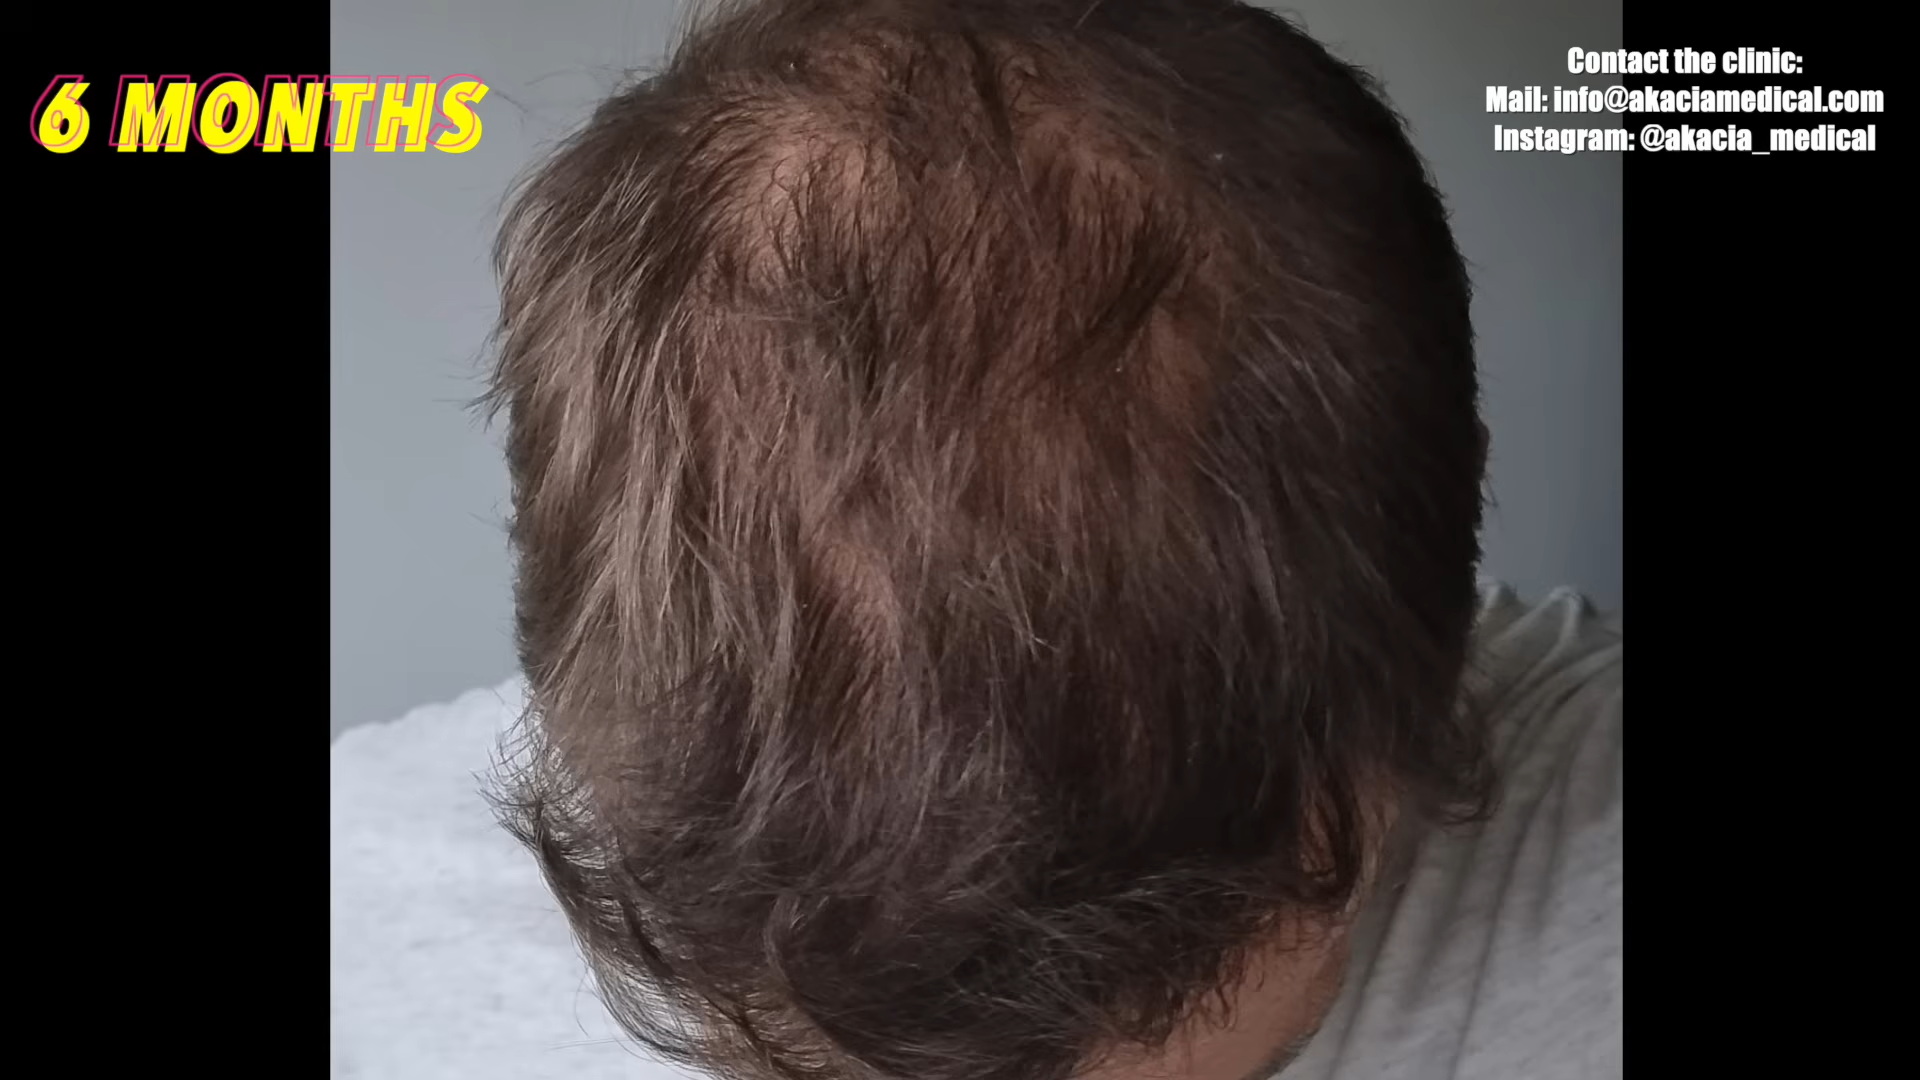 6 MONTHS
Contact the clinic:
Mail: info@akaciamedical.com
Instagram: @akacia_medical